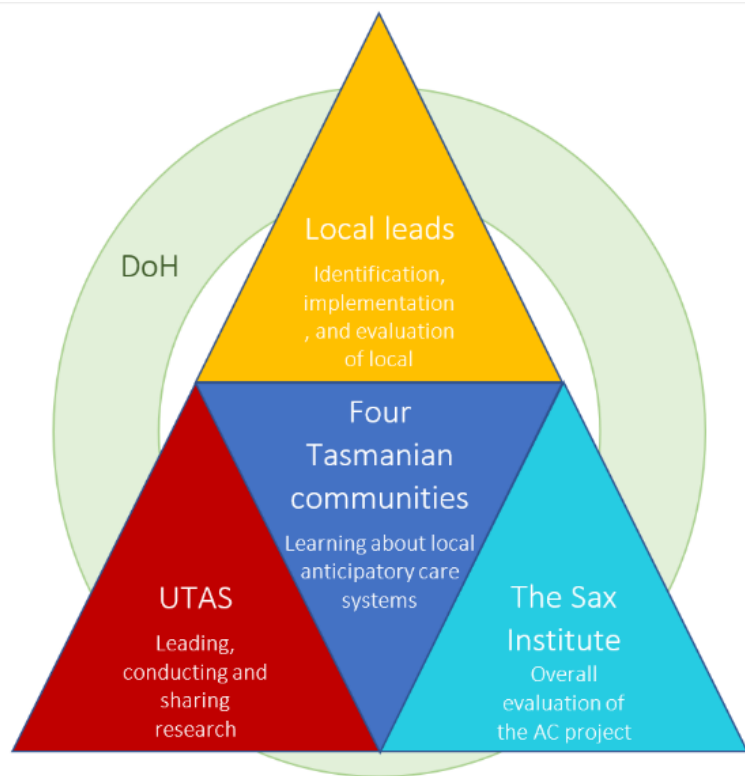 Local leads
Identification,
implementation
, and evaluation
of local
DoH
Four
Tasmanian
communities
Learning about local
anticipatory care
systems
UTAS
Leading,
conducting and
sharing
research
The Sax
Institute
Overall
evaluation of
the AC project